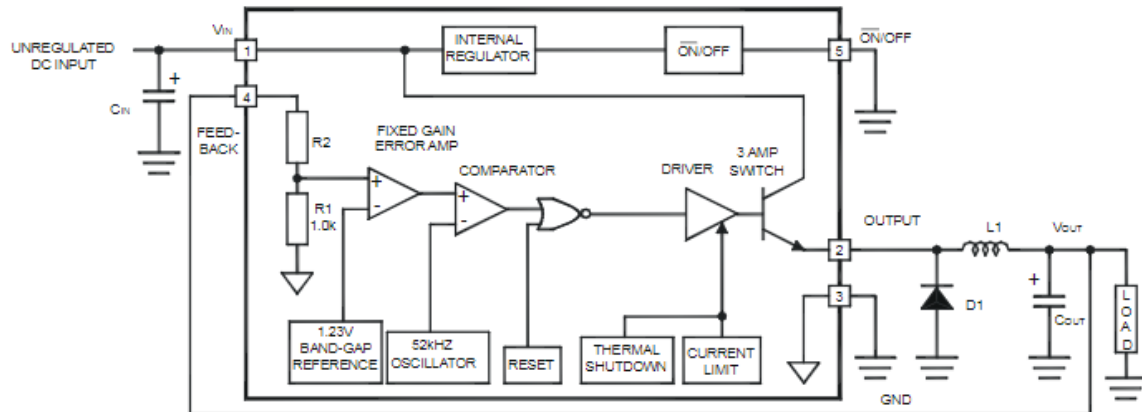 UNREGULATED
DC INPUT
VIN
1
INTERNAL
REGULATOR
ON/OFF
5
ON/OFF
+
CIN
4
FEED-
BACK
R2
R1
1.0k
FIXED GAIN
ERROR AMP
+
-
COMPARATOR
+
-
DRIVER
3 AMP
SWITCH
OUTPUT
2
L1
VOUT
3
D1
+
COUT
LOAD
1.23V
BAND-GAP
REFERENCE
52kHZ
OSCILLATOR
RESET
THERMAL
SHUTDOWN
CURRENT
LIMIT
GND